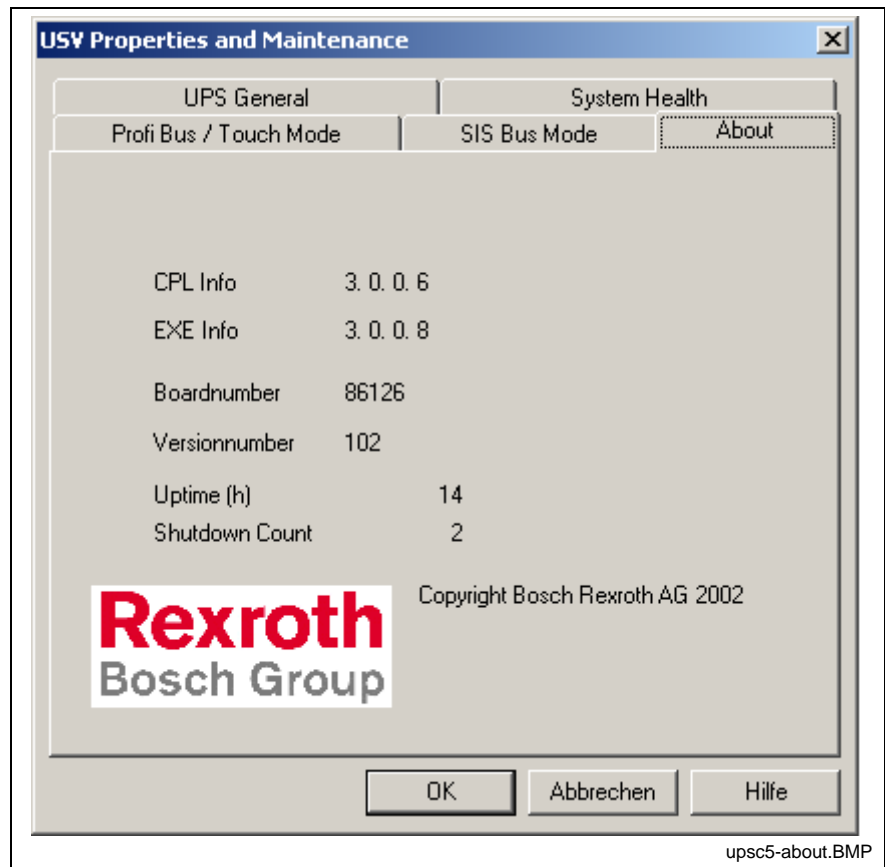 USV Properties and Maintenance
UPS General System Health
Profi Bus / Touch Mode SIS Bus Mode About
CPL Info 3. 0. 0. 6
EXE Info 3. 0. 0. 8
Boardnumber 86126
Versionnumber 102
Uptime (h) 14
Shutdown Count 2
Copyright Bosch Rexroth AG 2002
Rexroth
Bosch Group
OK Abbrechen Hilfe
upsc5-about.BMP